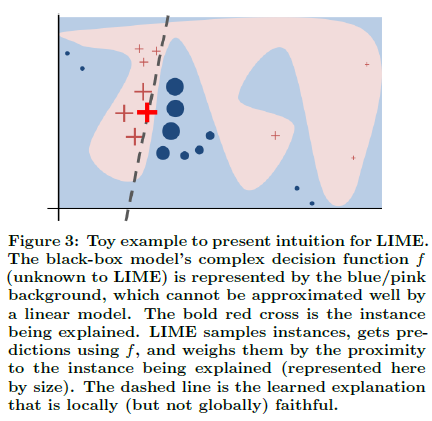 Figure 3: Toy example to present intuition for LIME.
The black-box model's complex decision function f
(unknown to LIME) is represented by the blue/pink
background, which cannot be approximated well by
a linear model. The bold red cross is the instance
being explained. LIME samples instances, gets pre-
dictions using f, and weighs them by the proximity
to the instance being explained (represented here
by size). The dashed line is the learned explanation
that is locally (but not globally) faithful.